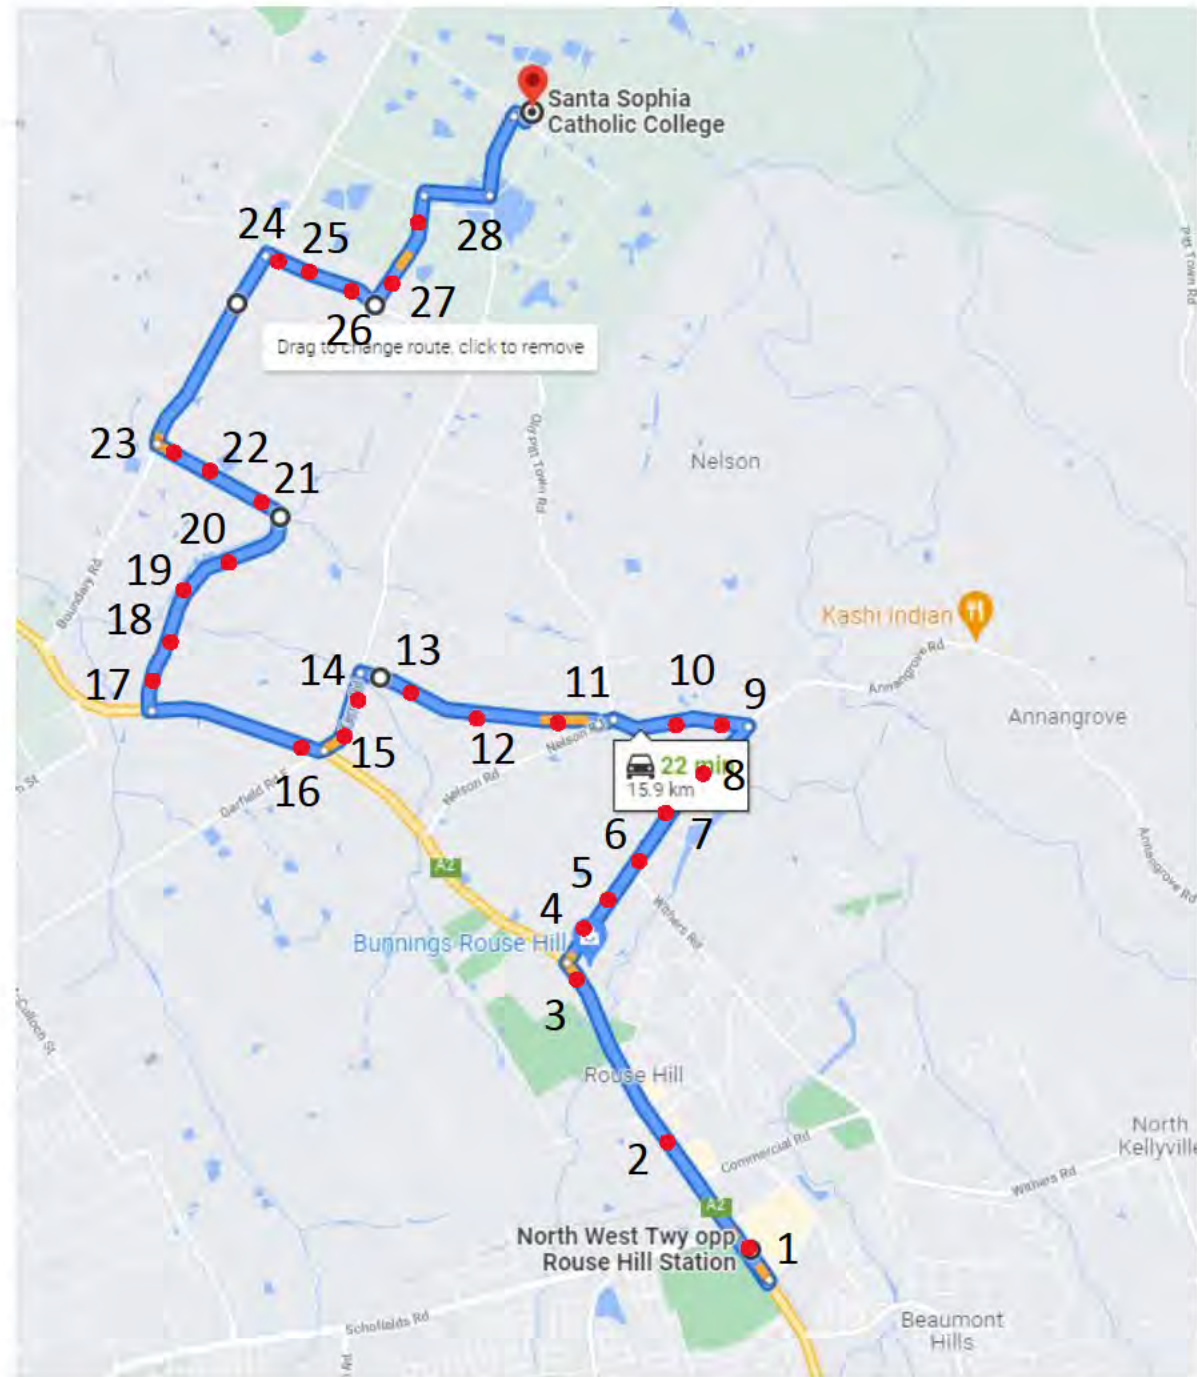 Santa Sophia
Catholic College
24
25
28
27
26
Drag to change route, click to remove
Pitt Town Rd
23
22
21
20
19
18
17
Old Pitt Town Rd
Nelson
Boundary Rd
Kashi Indian
Annangrove Rd
Annangrove
14
13
11
10
9
12
15
16
Nelson Rd
Nelson Rd
Garfield Rd E
22 min
15.9 km
8
7
6
5
4
3
A2
Withers Rd
Annangrove Rd
Bunnings Rouse Hill
Rouse Hill
2
Commercial Rd
North
Kellyville
Withers Rd
A2
North West Twy opp
Rouse Hill Station
1
Schofields Rd
Beaumont
Hills